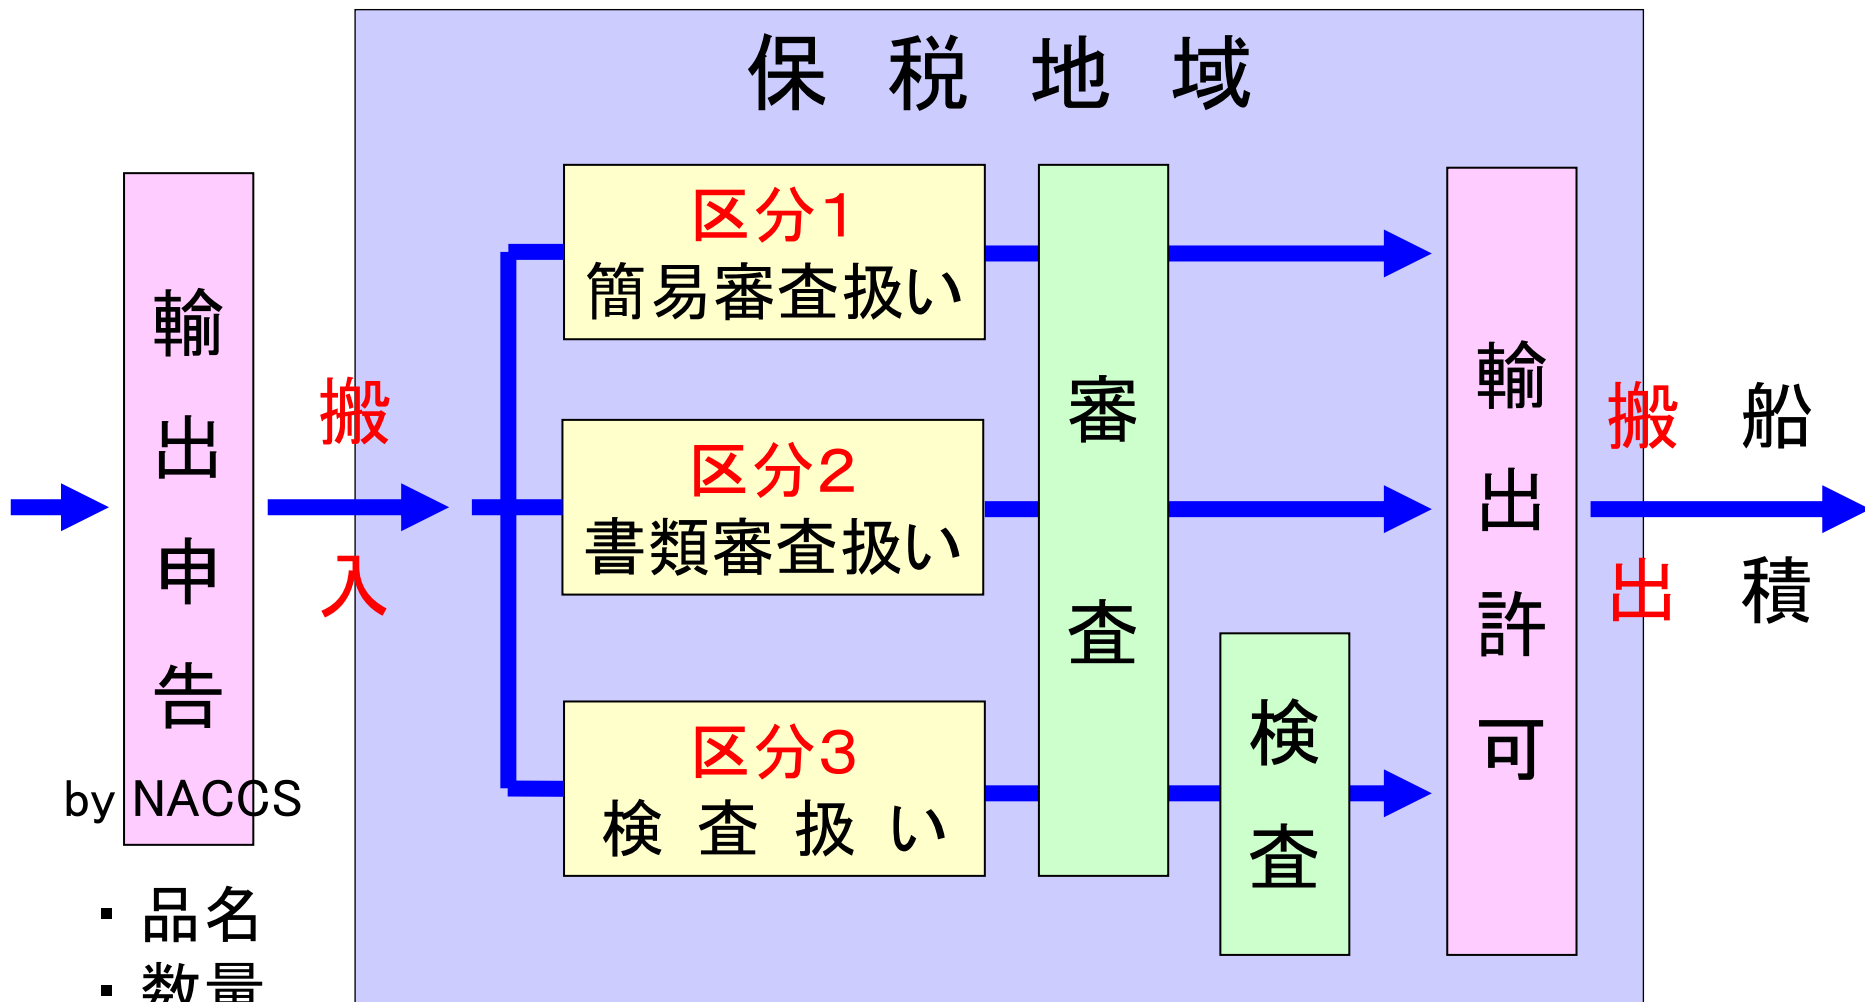 保税地域
輸出申告
by NACCS
・品名
・数量
搬入
区分１
簡易審査扱い
区分２
書類審査扱い
区分３
検査扱い
審査
検査
輸出許可
搬出
船積